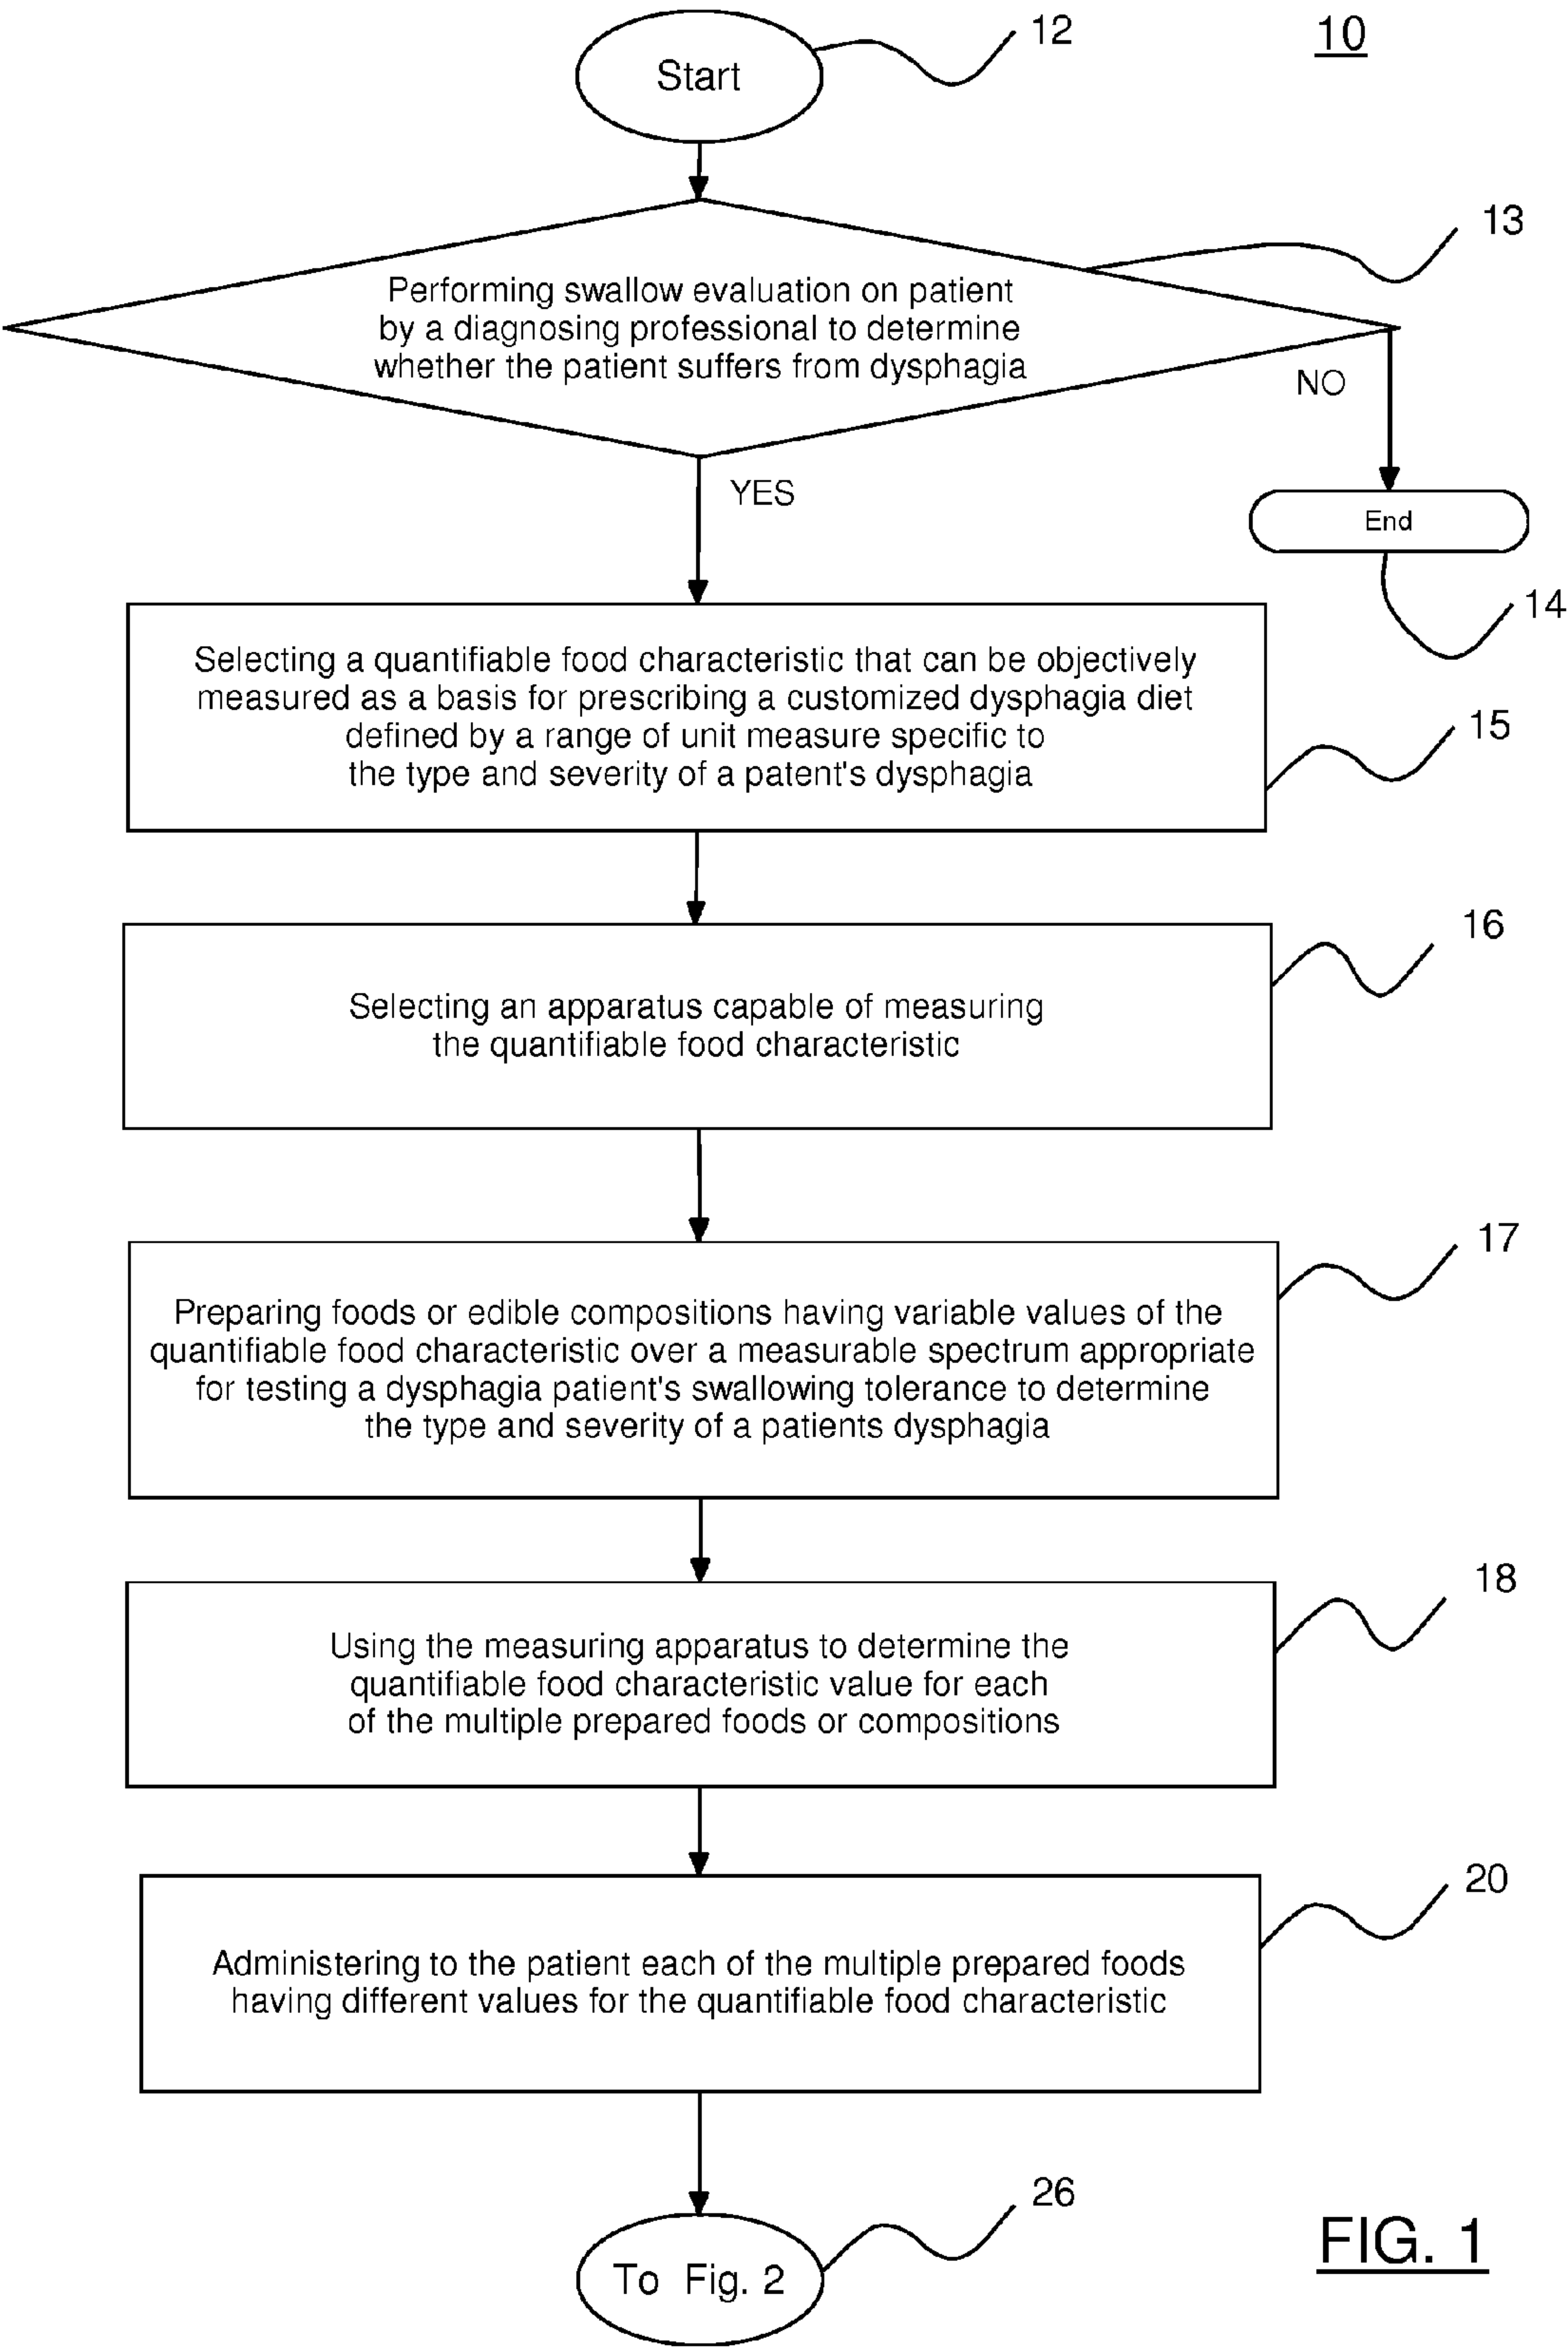 12
10
Start
13
Performing swallow evaluation on patient
by a diagnosing professional to determine
whether the patient suffers from dysphagia
NO
YES
End
14
Selecting a quantifiable food characteristic that can be objectively
measured as a basis for prescribing a customized dysphagia diet
defined by a range of unit measure specific to
the type and severity of a patent's dysphagia
15
16
Selecting an apparatus capable of measuring
the quantifiable food characteristic
17
Preparing foods or edible compositions having variable values of the
quantifiable food characteristic over a measurable spectrum appropriate
for testing a dysphagia patient's swallowing tolerance to determine
the type and severity of a patients dysphagia
18
Using the measuring apparatus to determine the
quantifiable food characteristic value for each
of the multiple prepared foods or compositions
20
Administering to the patient each of the multiple prepared foods
having different values for the quantifiable food characteristic
26
To Fig. 2
FIG. 1